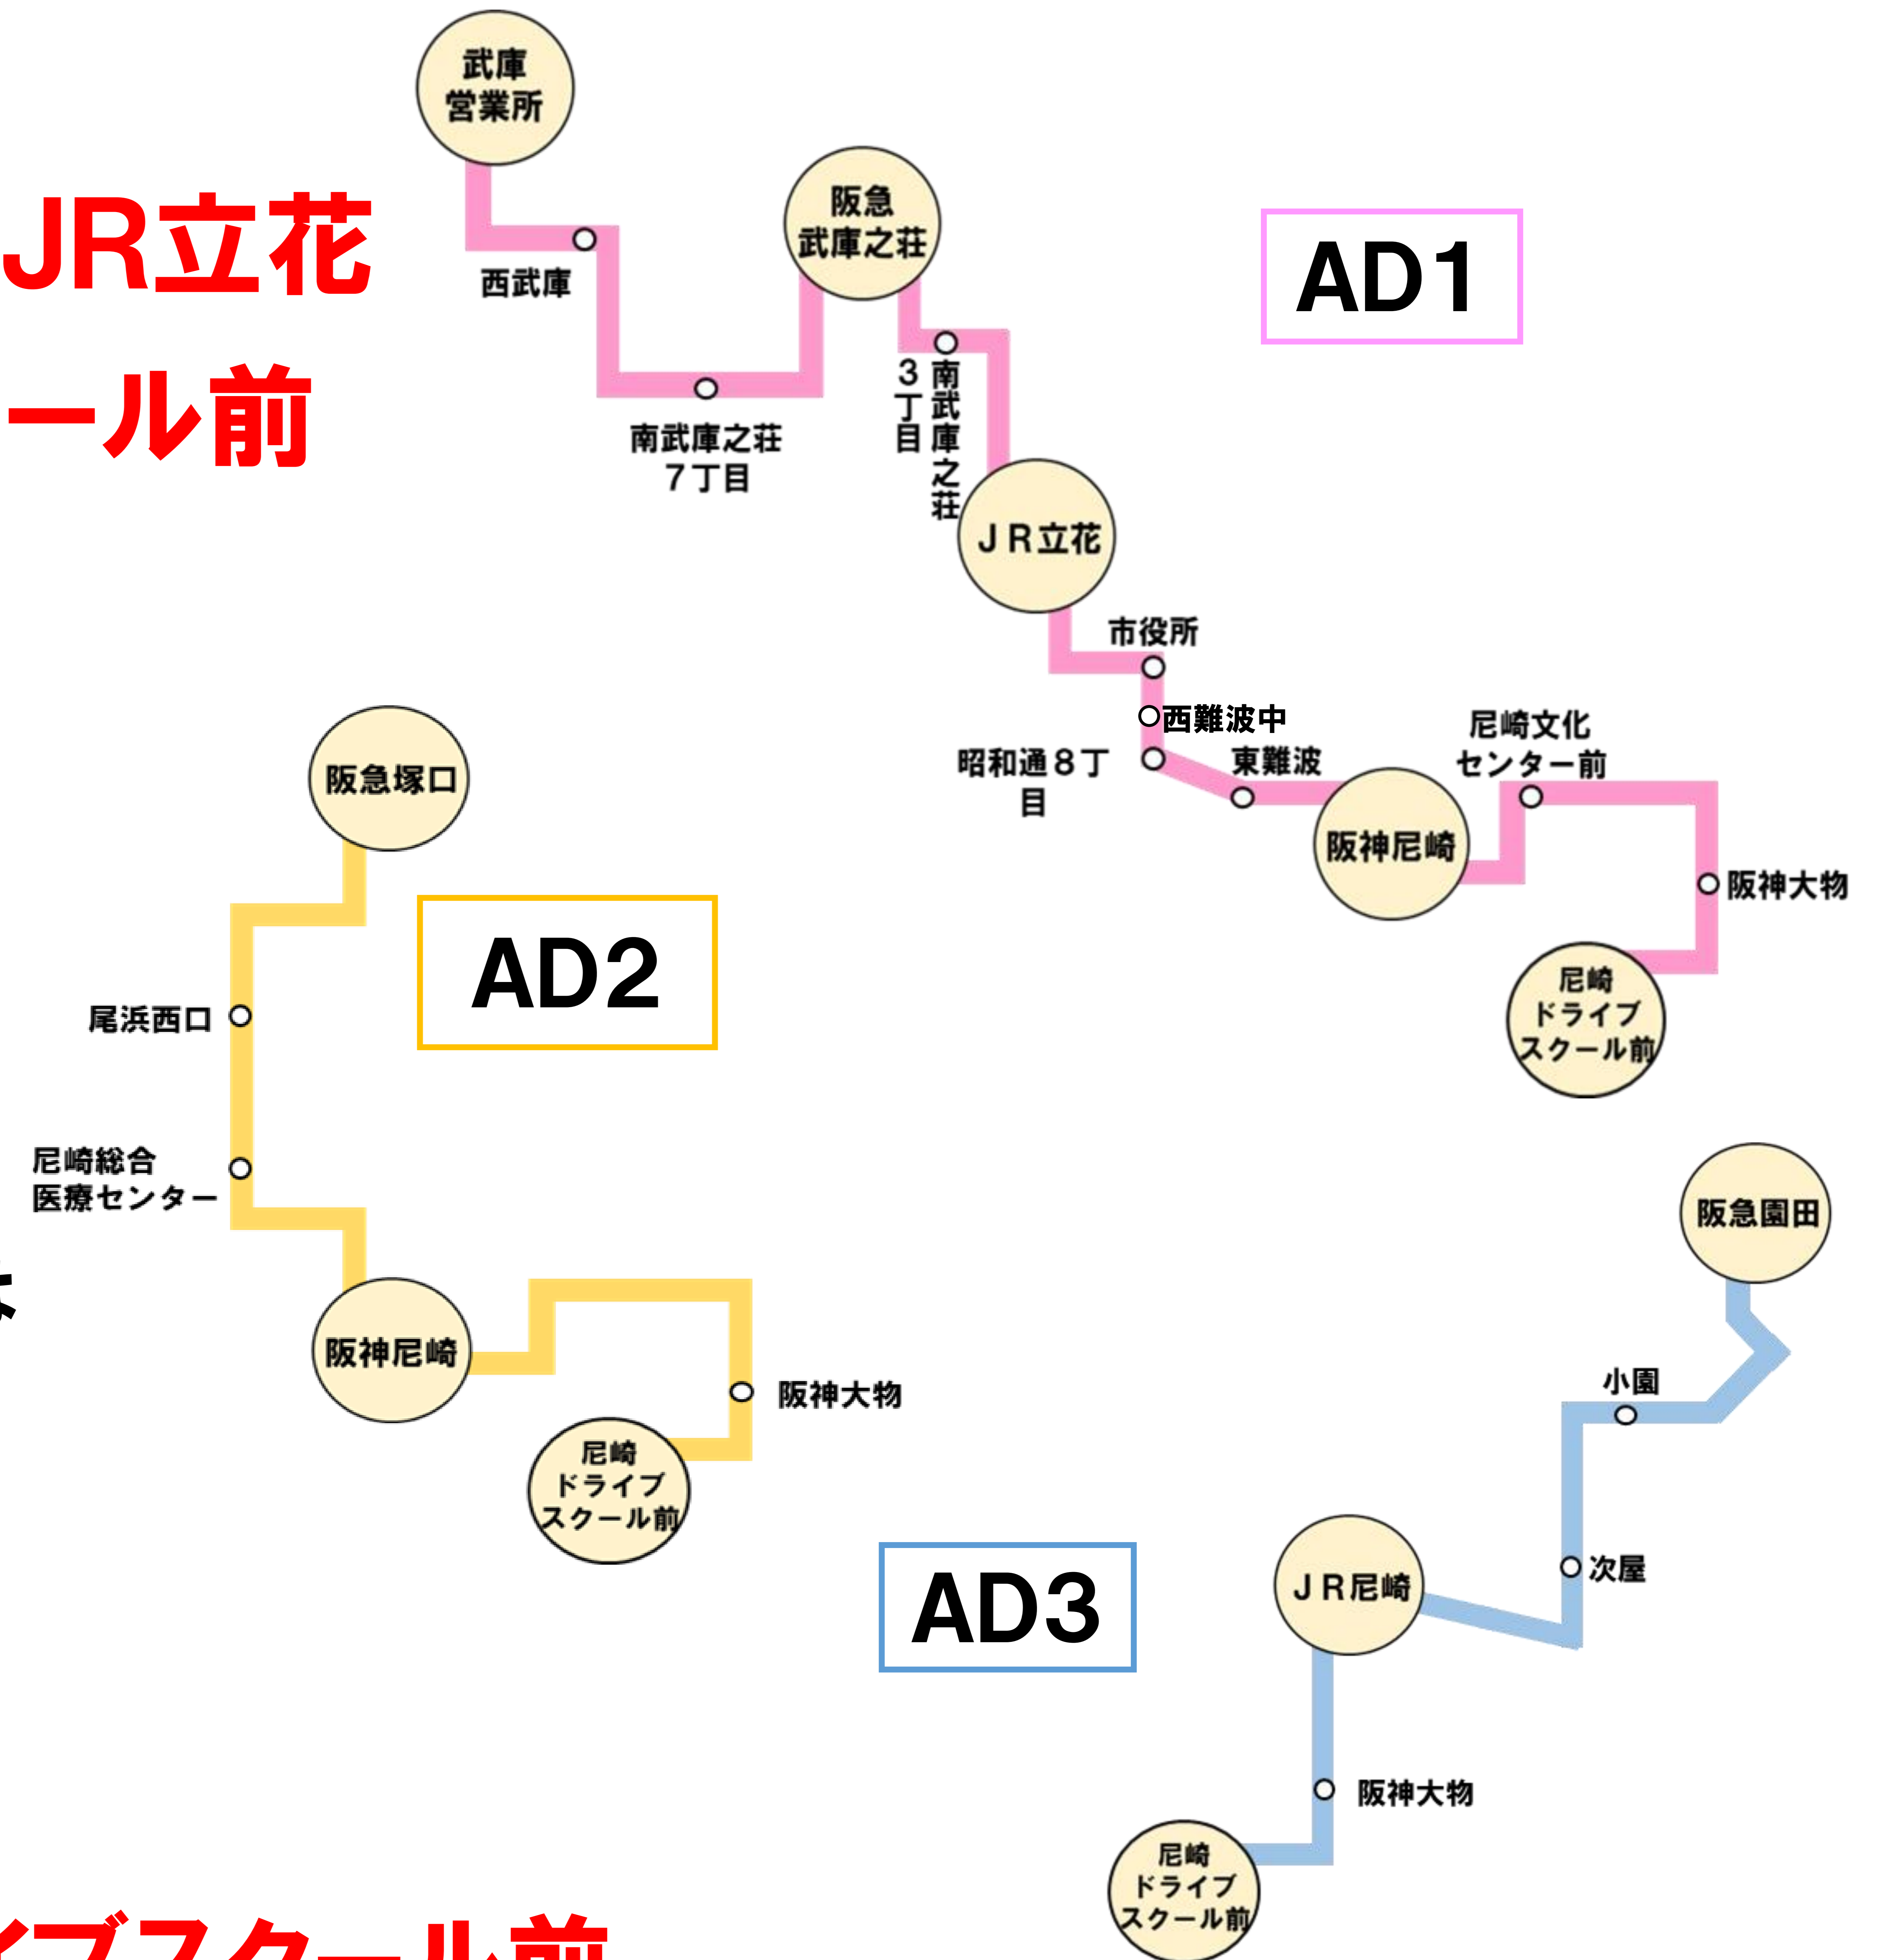 武庫
営業所
JR立花
ール前
阪急
武庫之荘
AD1
西武庫
南武庫之荘
3丁目
南武庫之荘
7丁目
JR立花
市役所
西難波中
昭和通8丁
目
東難波
尼崎文化
センター前
阪神尼崎
阪神大物
尼崎
ドライブ
スクール前
阪急塚口
AD2
尾浜西口
尼崎総合
医療センター
阪神尼崎
阪神大物
尼崎
ドライブ
スクール前
阪急園田
小園
次屋
AD3
JR尼崎
阪神大物
尼崎
ドライブ
スクール前
イブスクール前